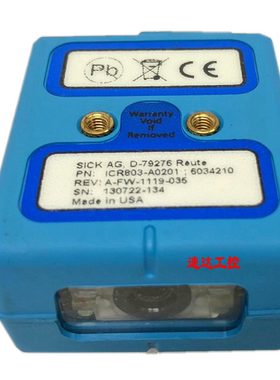 Pb
CE
Warranty
Void
If
Removed
SICK AG, D-79276 Reute
PN: ICR803-A0201 ; 6034210
REV: A-FW-1119-035
SN: 130722-134
Made in USA
速达工控